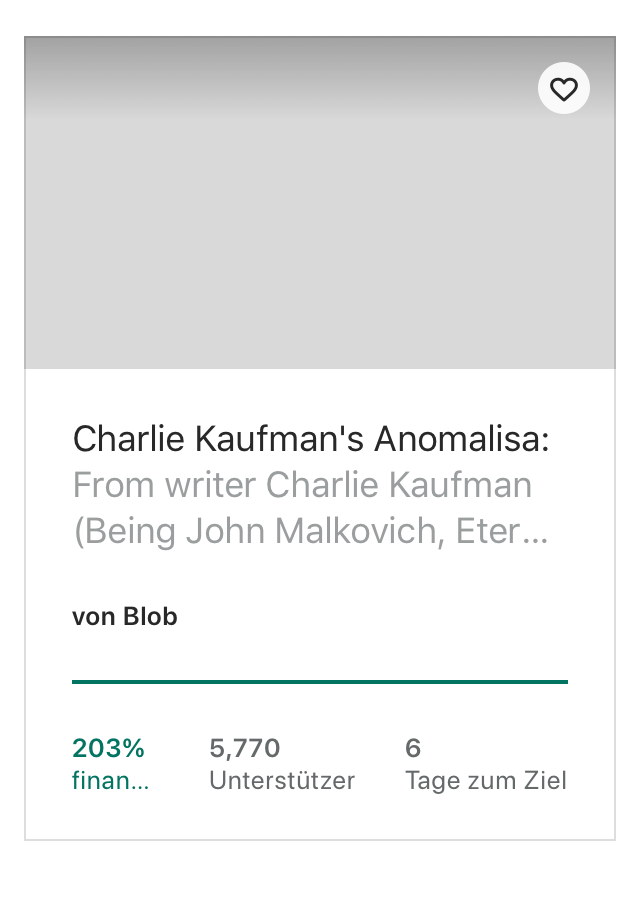 Charlie Kaufman's Anomalisa:
From writer Charlie Kaufman
(Being John Malkovich, Eter...
von Blob
203%
finan...
5,770
Unterstützer
6
Tage zum Ziel